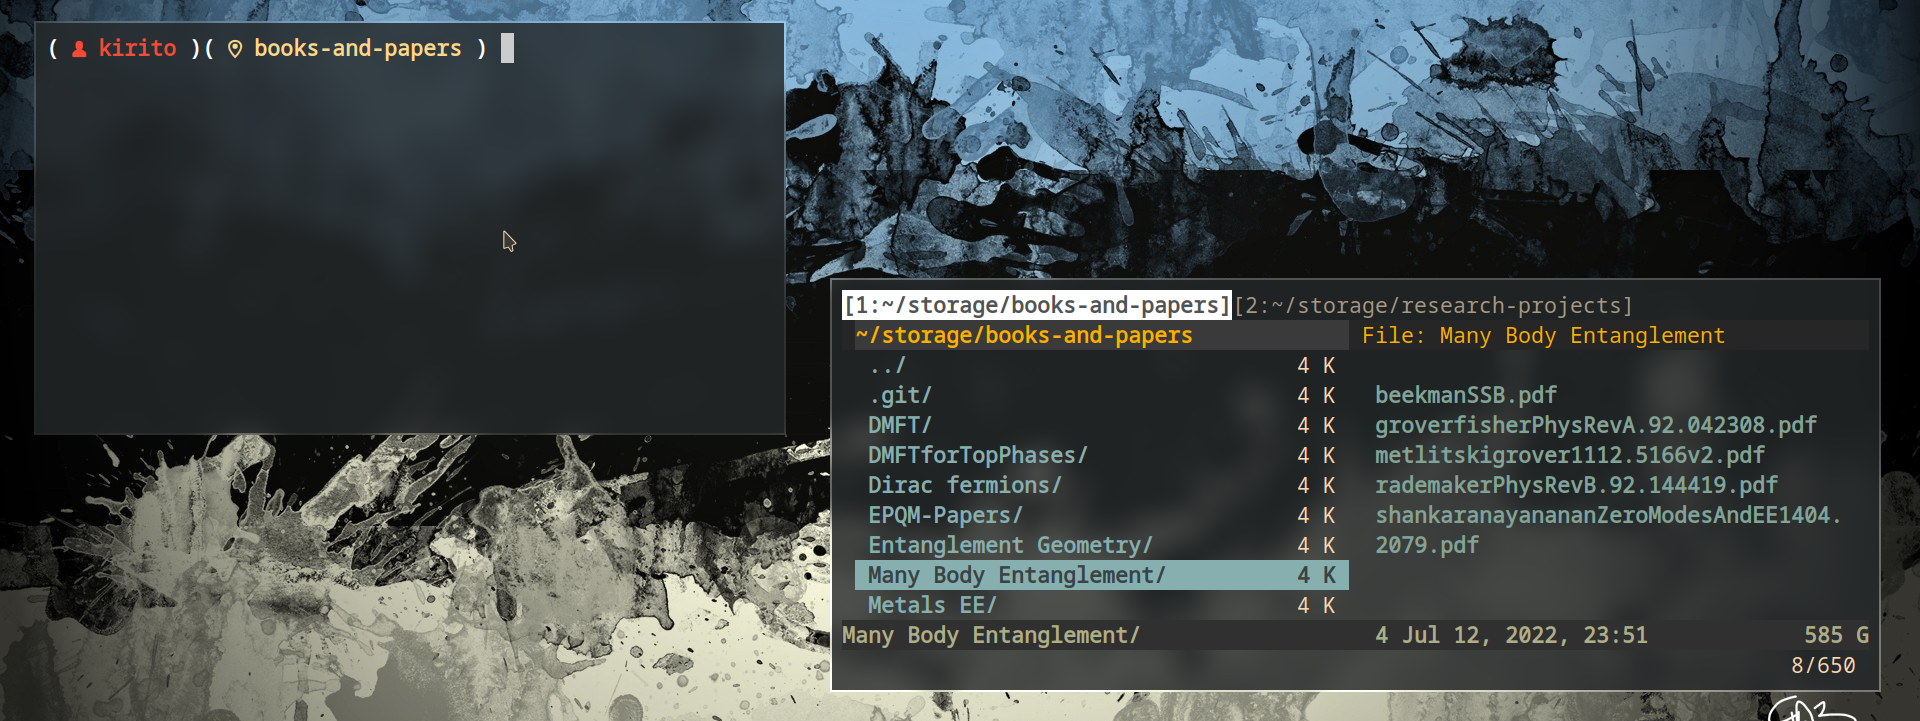 ( kirito )( books-and-papers )
[1:~/storage/books-and-papers][2:~/storage/research-projects]
~/storage/books-and-papers File: Many Body Entanglement
../ 4 K
.git/ 4 K beekmanSSB.pdf
DMFT/ 4 K groverfisherPhysRevA.92.042308.pdf
DMFTforTopPhases/ 4 K metlitskigrover1112.5166v2.pdf
Dirac fermions/ 4 K rademakerPhysRevB.92.144419.pdf
EPQM-Papers/ 4 K shankaranayanananZeroModesAndEE1404.
Entanglement Geometry/ 4 K 2079.pdf
Many Body Entanglement/ 4 K
Metals EE/ 4 K
Many Body Entanglement/ 4 Jul 12, 2022, 23:51 585 G
8/650